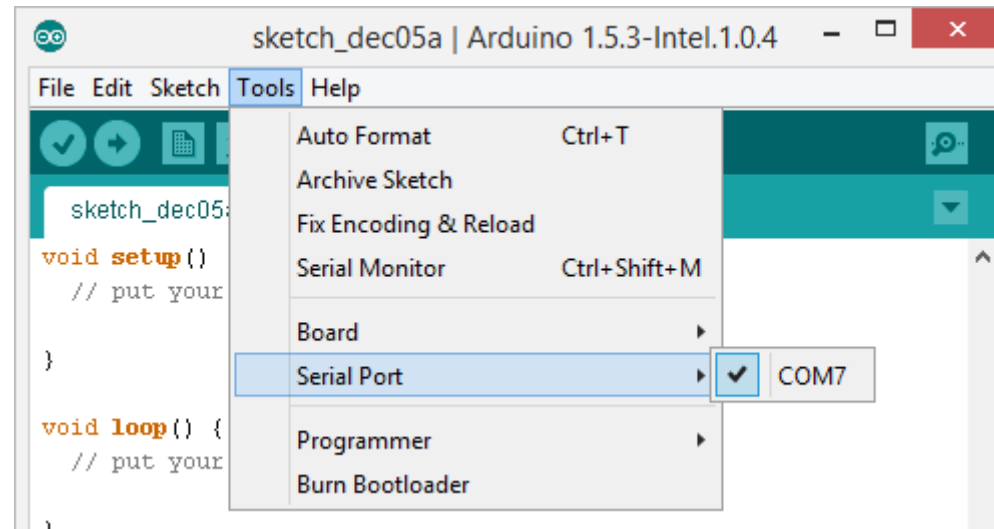 sketch_dec05a | Arduino 1.5.3-Intel.1.0.4
File Edit Sketch Tools Help
Auto Format Ctrl+T
Archive Sketch
sketch_dec05a
Fix Encoding & Reload
void setup()
Serial Monitor Ctrl+Shift+M
// put your
Board
}
Serial Port COM7
void loop() {
Programmer
// put your
Burn Bootloader
}